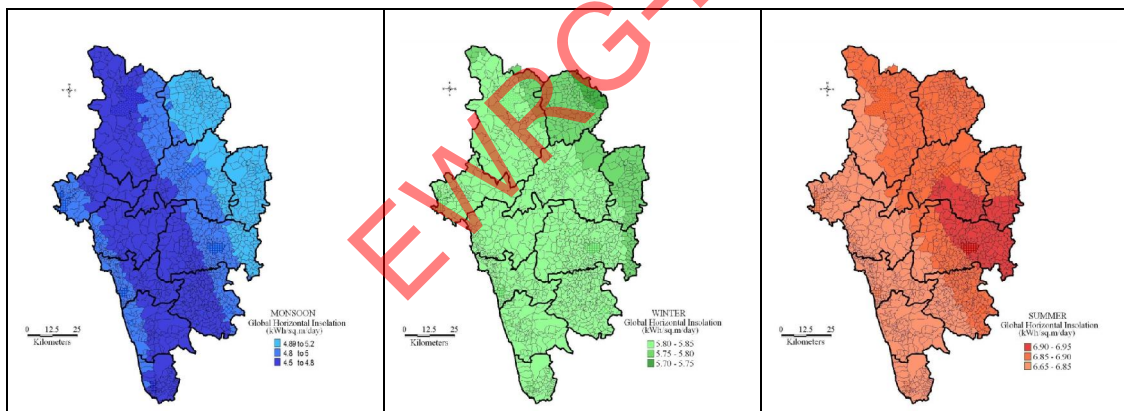 MONSOON
Global Horizontal Insolation
(kWh/sq.m/day)
4.89 to 5.2
4.8 to 5
4.5 to 4.8
0 12.5 25
Kilometers
WINTER
Global Horizontal Insolation
(kWh/sq.m/day)
5.80 - 5.85
5.75 - 5.80
5.70 - 5.75
0 12.5 25
Kilometers
SUMMER
Global Horizontal Insolation
(kWh/sq.m/day)
6.90 - 6.95
6.85 - 6.90
6.65 - 6.85
0 12.5 25
Kilometers
EWRG-